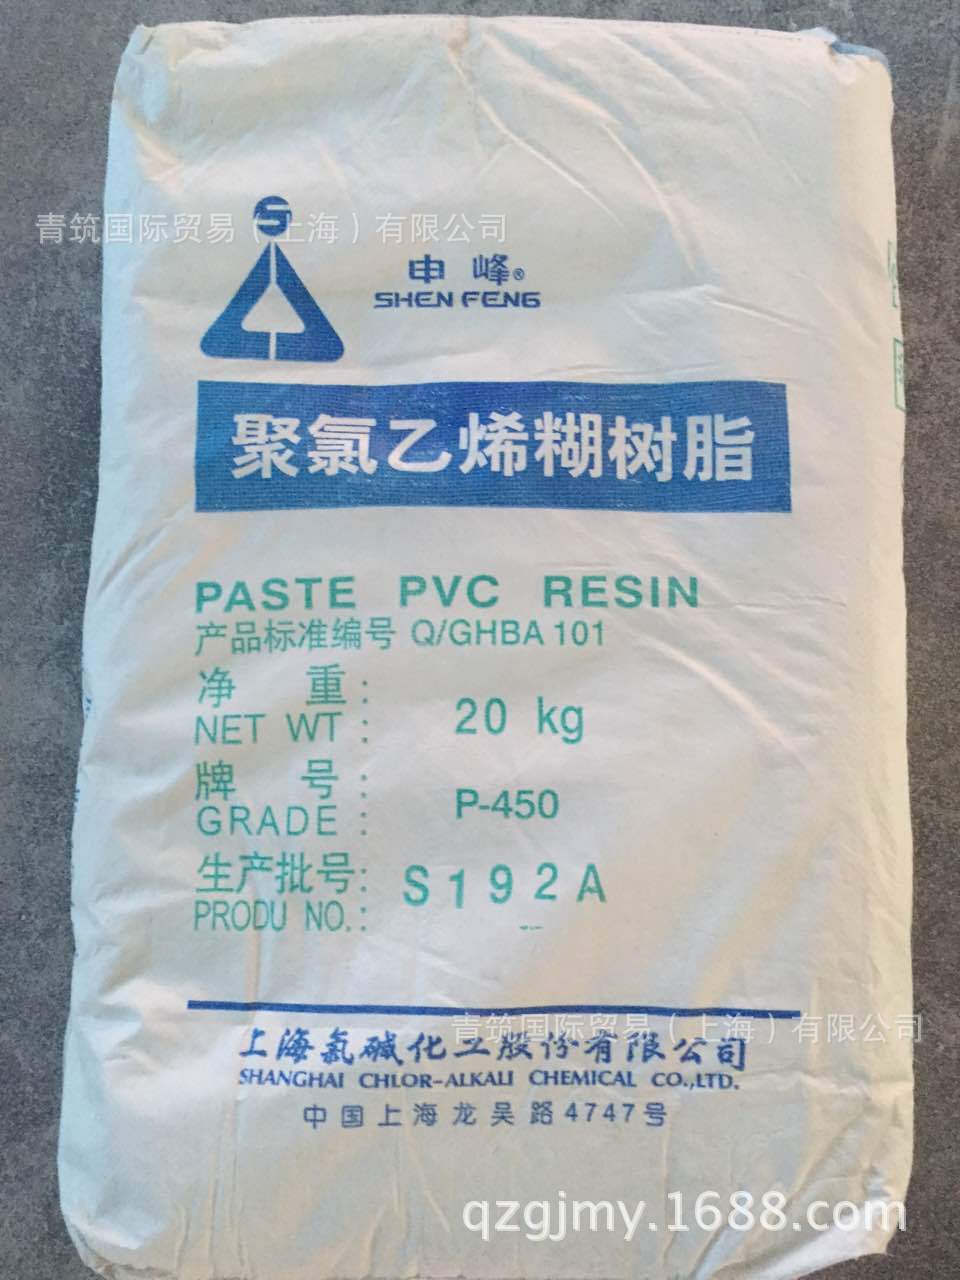 S
青筑国际贸易（上海）有限公司
申峰®
SHEN FENG
聚氯乙烯糊树脂
PASTE PVC RESIN
产品标准编号 Q/GHBA 101
净 重：
NET WT： 20 kg
牌 号：
GRADE： P-450
生产批号：
PRODU NO.： S192A
青筑国际贸易（上海）有限公司
上海氯碱化工股份有限公司
SHANGHAI CHLOR-ALKALI CHEMICAL CO.,LTD.
中国上海龙吴路4747号
qzgjmy.1688.com